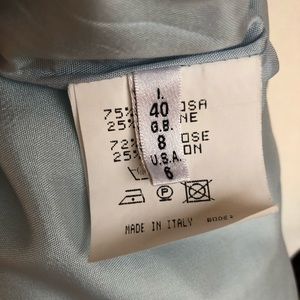 I.
40
G.B.
8
U.S.A.
6
75% OSA
25% NE
72% OSE
25% ON
MADE IN ITALY